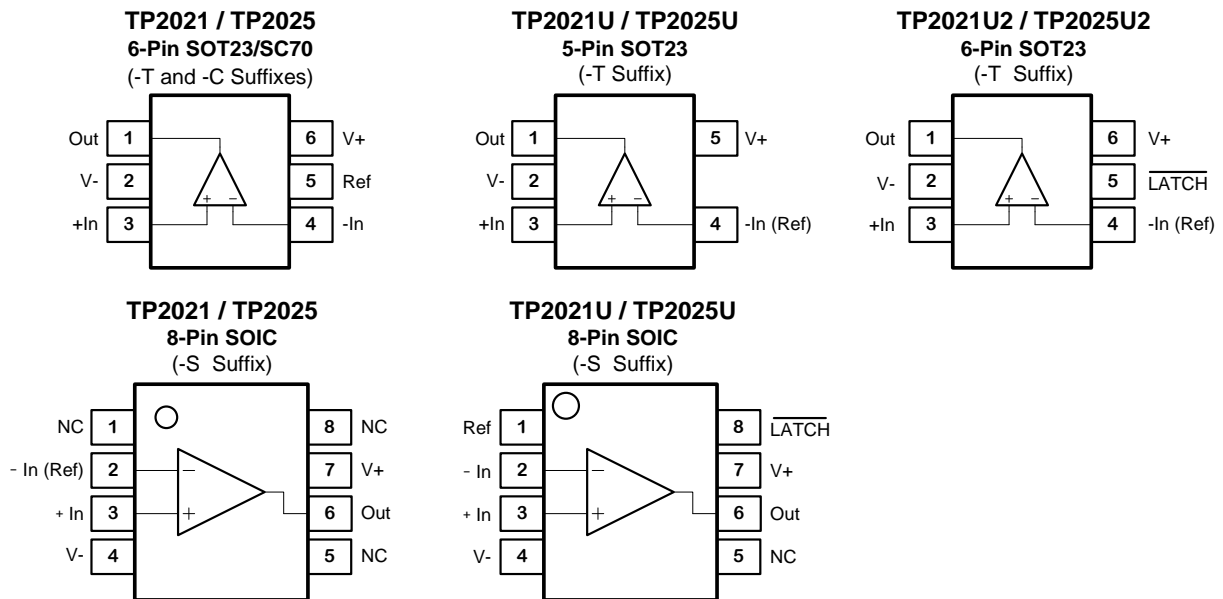 TP2021 / TP2025
6-Pin SOT23/SC70
(-T and -C Suffixes)
Out 1 6 V+
V- 2 5 Ref
+In 3 4 -In
+ −
TP2021U / TP2025U
5-Pin SOT23
(-T Suffix)
Out 1 5 V+
V- 2
+In 3 4 -In (Ref)
+ −
TP2021U2 / TP2025U2
6-Pin SOT23
(-T Suffix)
Out 1 6 V+
V- 2 5 LATCH
+In 3 4 -In (Ref)
+ −
TP2021 / TP2025
8-Pin SOIC
(-S Suffix)
NC 1 8 NC
- In (Ref) 2 − 7 V+
+ In 3 + 6 Out
V- 4 5 NC
TP2021U / TP2025U
8-Pin SOIC
(-S Suffix)
Ref 1 8 LATCH
- In 2 − 7 V+
+ In 3 + 6 Out
V- 4 5 NC